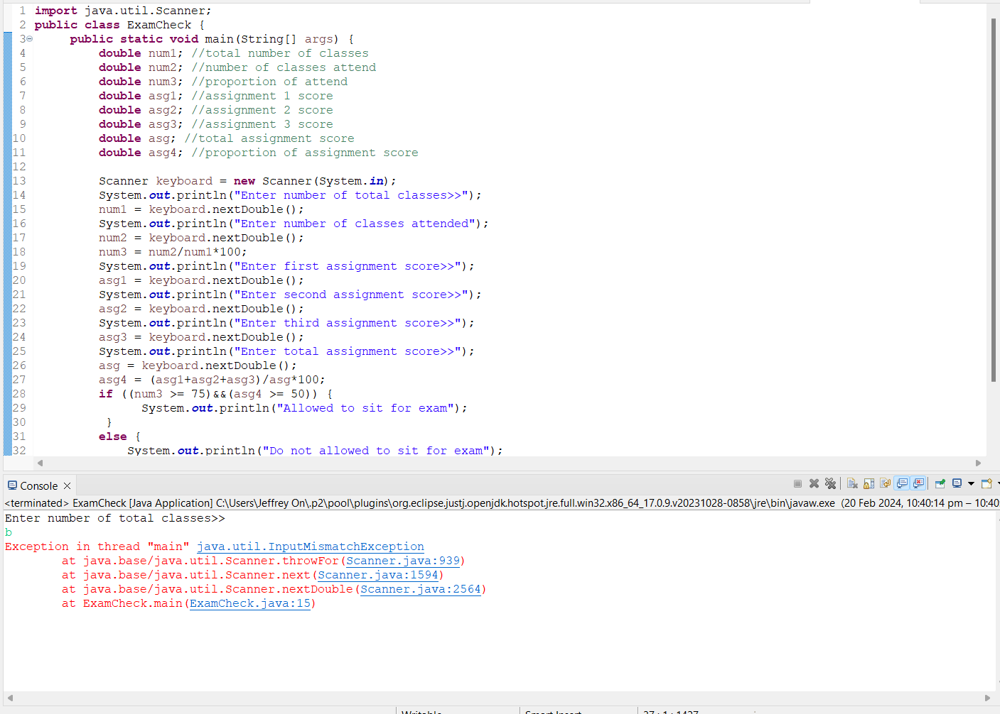 1 import java.util.Scanner;
2 public class ExamCheck {
3 public static void main(String[] args) {
4 double num1; //total number of classes
5 double num2; //number of classes attend
6 double num3; //proportion of attend
7 double asg1; //assignment 1 score
8 double asg2; //assignment 2 score
9 double asg3; //assignment 3 score
10 double asg; //total assignment score
11 double asg4; //proportion of assignment score
12
13 Scanner keyboard = new Scanner(System.in);
14 System.out.println("Enter number of total classes>>");
15 num1 = keyboard.nextDouble();
16 System.out.println("Enter number of classes attended");
17 num2 = keyboard.nextDouble();
18 num3 = num2/num1*100;
19 System.out.println("Enter first assignment score>>");
20 asg1 = keyboard.nextDouble();
21 System.out.println("Enter second assignment score>>");
22 asg2 = keyboard.nextDouble();
23 System.out.println("Enter third assignment score>>");
24 asg3 = keyboard.nextDouble();
25 System.out.println("Enter total assignment score>>");
26 asg = keyboard.nextDouble();
27 asg4 = (asg1+asg2+asg3)/asg*100;
28 if ((num3 >= 75)&&(asg4 >= 50)) {
29 System.out.println("Allowed to sit for exam");
30 }
31 else {
32 System.out.println("Do not allowed to sit for exam");
Console
<terminated> ExamCheck [Java Application] C:\Users\Jeffrey On\.p2\pool\plugins\org.eclipse.justj.openjdk.hotspot.jre.full.win32.x86_64_17.0.9.v20231028-0858\jre\bin\javaw.exe (20 Feb 2024, 10:40:14 pm – 10:40:
Enter number of total classes>>
b
Exception in thread "main" java.util.InputMismatchException
at java.base/java.util.Scanner.throwFor(Scanner.java:939)
at java.base/java.util.Scanner.next(Scanner.java:1594)
at java.base/java.util.Scanner.nextDouble(Scanner.java:2564)
at ExamCheck.main(ExamCheck.java:15)
Writable Smart Insert 37 : 1 : 1437